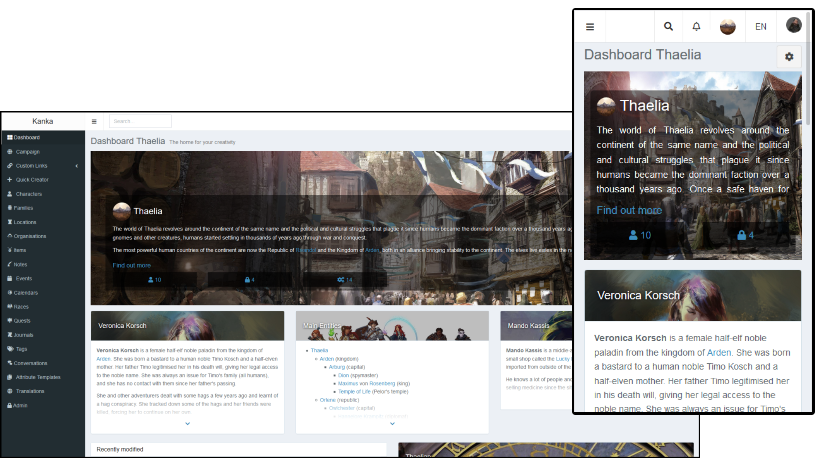 EN
Dashboard Thaelia
Thaelia
The world of Thaelia revolves around the
continent of the same name and the political
and cultural struggles that plague it since
humans became the dominant faction over a
thousand years ago. Once a safe haven for
Find out more
10
4
Veronica Korsch
Veronica Korsch is a female half-elf noble
paladin from the kingdom of Arden. She was born
a bastard to a human noble Timo Kosch and a
half-elven mother. Her father Timo legitimised her
in his death will, giving her legal access to the
noble name. She was always an issue for Timo's
Kanka
Search...
Dashboard
Campaign
Custom Links
Quick Creator
Characters
Families
Locations
Organisations
Items
Notes
Events
Calendars
Races
Quests
Journals
Tags
Conversations
Attribute Templates
Translations
Admin
Dashboard Thaelia The home for your creativity
Thaelia
The world of Thaelia revolves around the continent of the same name and the political and cultural struggles that plague it since humans became the dominant faction over a thousand years
gnomes and other creatures, humans started settling in thousands of years ago through war and conquest.
The most powerful human countries of the continent are now the Republic of and the Kingdom of Arden, both in an alliance bringing stability to the continent. The elves live exiles in the
Find out more
10
4
14
Veronica Korsch
Veronica Korsch is a female half-elf noble paladin from the kingdom of
Arden. She was born a bastard to a human noble Timo Kosch and a half-elven
mother. Her father Timo legitimised her in his death will, giving her legal access
to the noble name. She was always an issue for Timo's family (all humans),
and she has no contact with them since her father's passing.
She and other adventurers dealt with some hags a few years ago and learnt of
a hag conspiracy. She tracked down some of the hags and her friends were
Main Entities
Thaelia
Arden (kingdom)
Arburg (capital)
Dion (spymaster)
Maximus von Rosenberg (king)
Temple of Life (Pelor's temple)
Orlene (republic)
(capital)
Mando Kassis
Mando Kassis is a middle
small shop called the Lucky
imported from outside of the
He knows a lot of people and
selling medicine since the
Recently modified
Thaelia